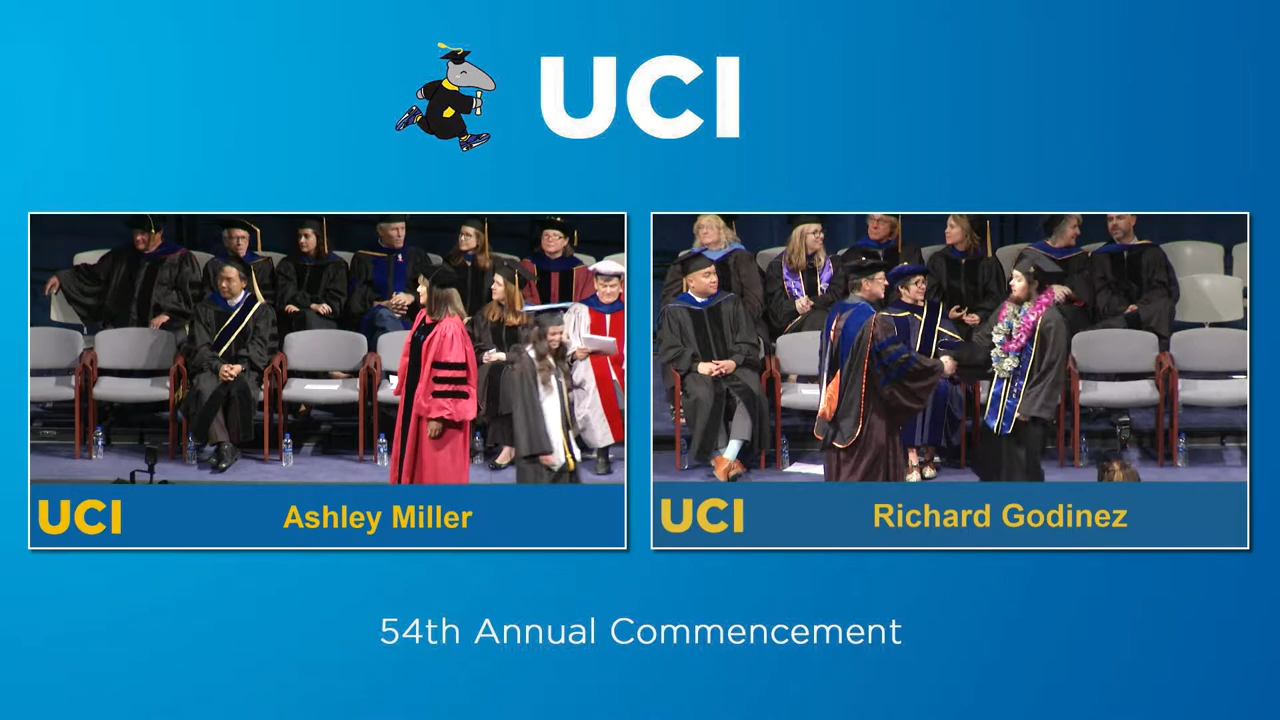 UCI
UCI
Ashley Miller
UCI
Richard Godinez
54th Annual Commencement